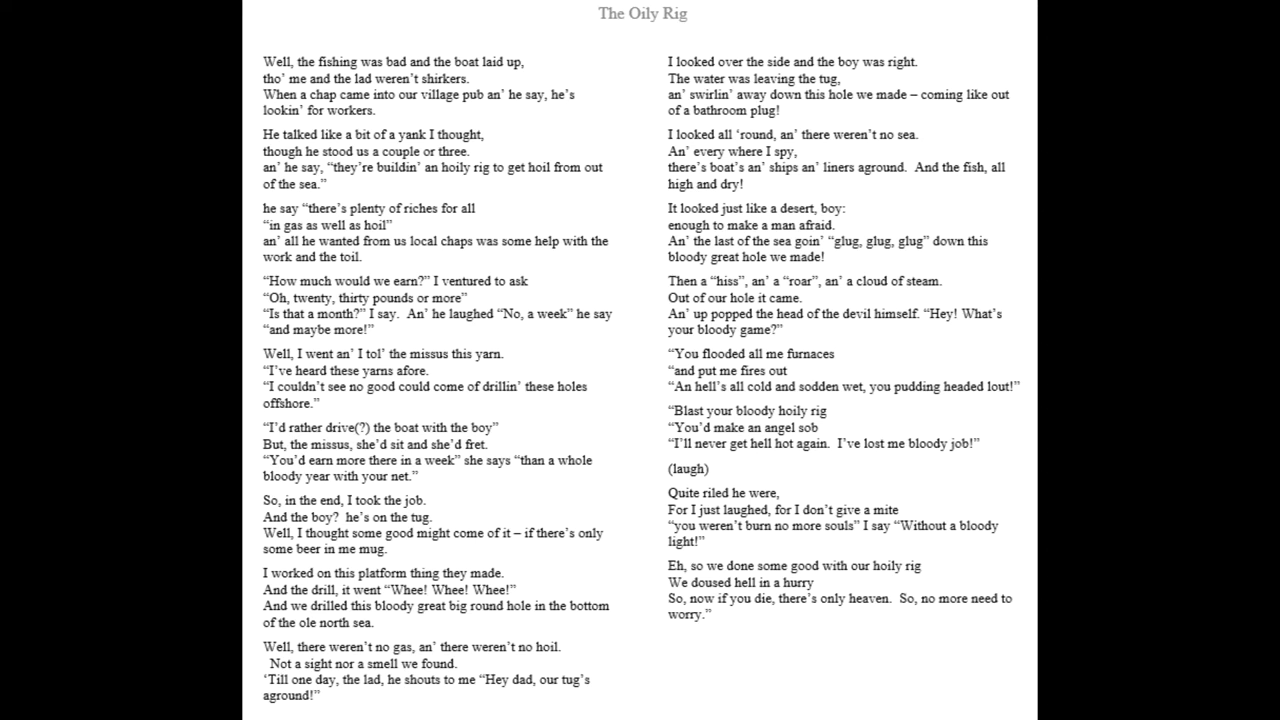 The Oily Rig
Well, the fishing was bad and the boat laid up,
tho’ me and the lad weren’t shirkers.
When a chap came into our village pub an’ he say, he’s
lookin’ for workers.
He talked like a bit of a yank I thought,
though he stood us a couple or three.
an’ he say, “they’re buildin’ an hoily rig to get hoil from out
of the sea.”
he say “there’s plenty of riches for all
“in gas as well as hoil”
an’ all he wanted from us local chaps was some help with the
work and the toil.
“How much would we earn?” I ventured to ask
“Oh, twenty, thirty pounds or more”
“Is that a month?” I say.  An’ he laughed “No, a week” he say
“and maybe more!”
Well, I went an’ I tol’ the missus this yarn.
“I’ve heard these yarns afore.
“I couldn’t see no good could come of drillin’ these holes
offshore.”
“I’d rather drive(?) the boat with the boy”
But, the missus, she’d sit and she’d fret.
“You’d earn more there in a week” she says “than a whole
bloody year with your net.”
So, in the end, I took the job.
And the boy?  he’s on the tug.
Well, I thought some good might come of it – if there’s only
some beer in me mug.
I worked on this platform thing they made.
And the drill, it went “Whee! Whee! Whee!”
And we drilled this bloody great big round hole in the bottom
of the ole north sea.
Well, there weren’t no gas, an’ there weren’t no hoil.
Not a sight nor a smell we found.
‘Till one day, the lad, he shouts to me “Hey dad, our tug’s
aground!”
I looked over the side and the boy was right.
The water was leaving the tug,
an’ swirlin’ away down this hole we made – coming like out
of a bathroom plug!
I looked all ‘round, an’ there weren’t no sea.
An’ every where I spy,
there’s boat’s an’ ships an’ liners aground.  And the fish, all
high and dry!
It looked just like a desert, boy:
enough to make a man afraid.
An’ the last of the sea goin’ “glug, glug, glug” down this
bloody great hole we made!
Then a “hiss”, an’ a “roar”, an’ a cloud of steam.
Out of our hole it came.
An’ up popped the head of the devil himself. “Hey! What’s
your bloody game?”
“You flooded all me furnaces
“and put me fires out
“An hell’s all cold and sodden wet, you pudding headed lout!”
“Blast your bloody hoily rig
“You’d make an angel sob
“I’ll never get hell hot again.  I’ve lost me bloody job!”
(laugh)
Quite riled he were,
For I just laughed, for I don’t give a mite
“you weren’t burn no more souls” I say “Without a bloody
light!”
Eh, so we done some good with our hoily rig
We doused hell in a hurry
So, now if you die, there’s only heaven.  So, no more need to
worry.”